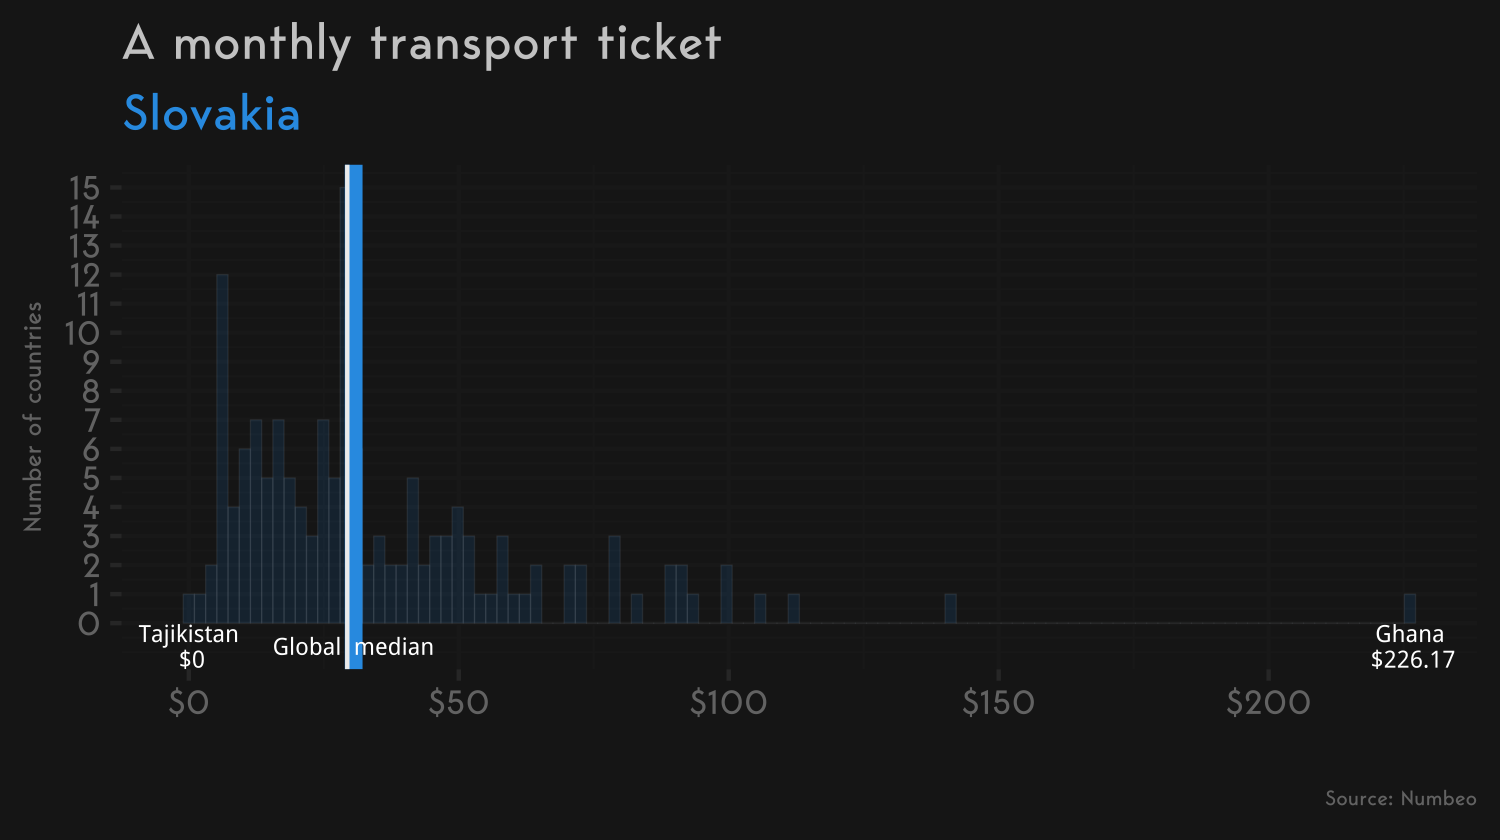 A monthly transport ticket
Slovakia
Number of countries
15
14
13
12
11
10
9
8
7
6
5
4
3
2
1
0
Tajikistan
$0
Global median
Ghana
$226.17
$0 $50 $100 $150 $200
Source: Numbeo